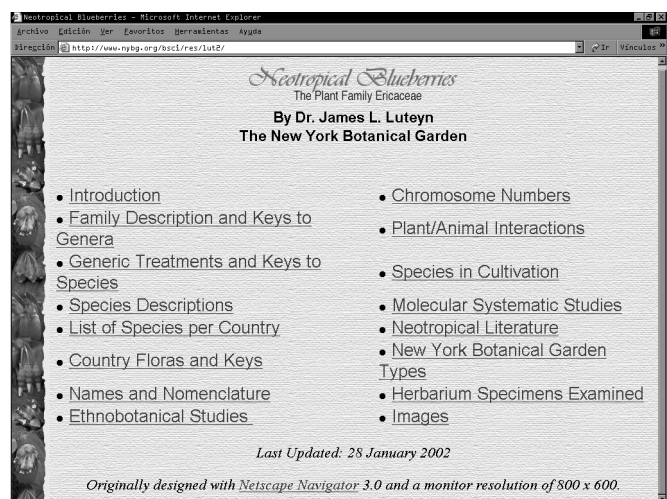 Neotropical Blueberries - Microsoft Internet Explorer
Archivo Edición Ver Favoritos Herramientas Ayuda
Dirección http://www.nybg.org/bsci/res/lut2/ Ir Vínculos »
Neotropical Blueberries
The Plant Family Ericaceae
By Dr. James L. Luteyn
The New York Botanical Garden
• Introduction
• Family Description and Keys to
Genera
• Generic Treatments and Keys to
Species
• Species Descriptions
• List of Species per Country
• Country Floras and Keys
• Names and Nomenclature
• Ethnobotanical Studies
• Chromosome Numbers
• Plant/Animal Interactions
• Species in Cultivation
• Molecular Systematic Studies
• Neotropical Literature
• New York Botanical Garden
Types
• Herbarium Specimens Examined
• Images
Last Updated: 28 January 2002
Originally designed with Netscape Navigator 3.0 and a monitor resolution of 800 x 600.